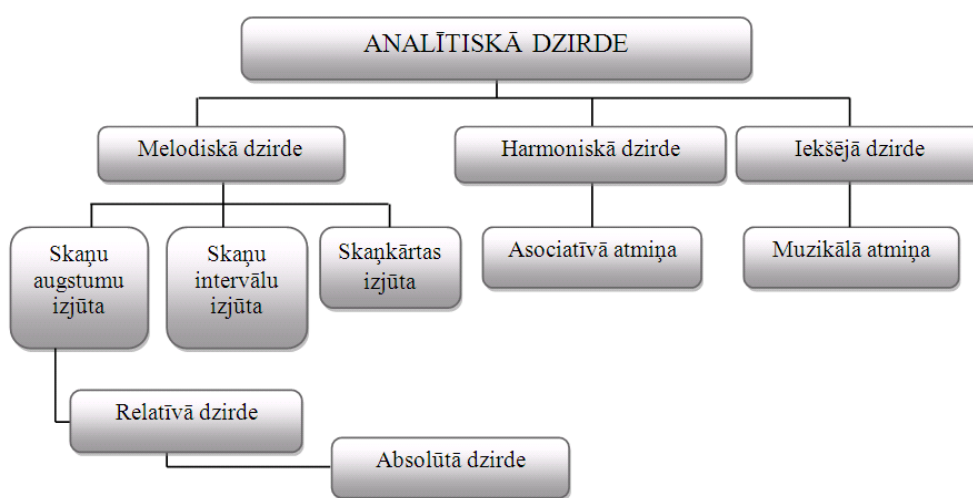 ANALĪTISKĀ DZIRDE
Melodiskā dzirde
Harmoniskā dzirde
Iekšējā dzirde
Skaņu
augstumu
izjūta
Skaņu
intervālu
izjūta
Skaņkārtas
izjūta
Asociatīvā atmiņa
Muzikālā atmiņa
Relatīvā dzirde
Absolūtā dzirde